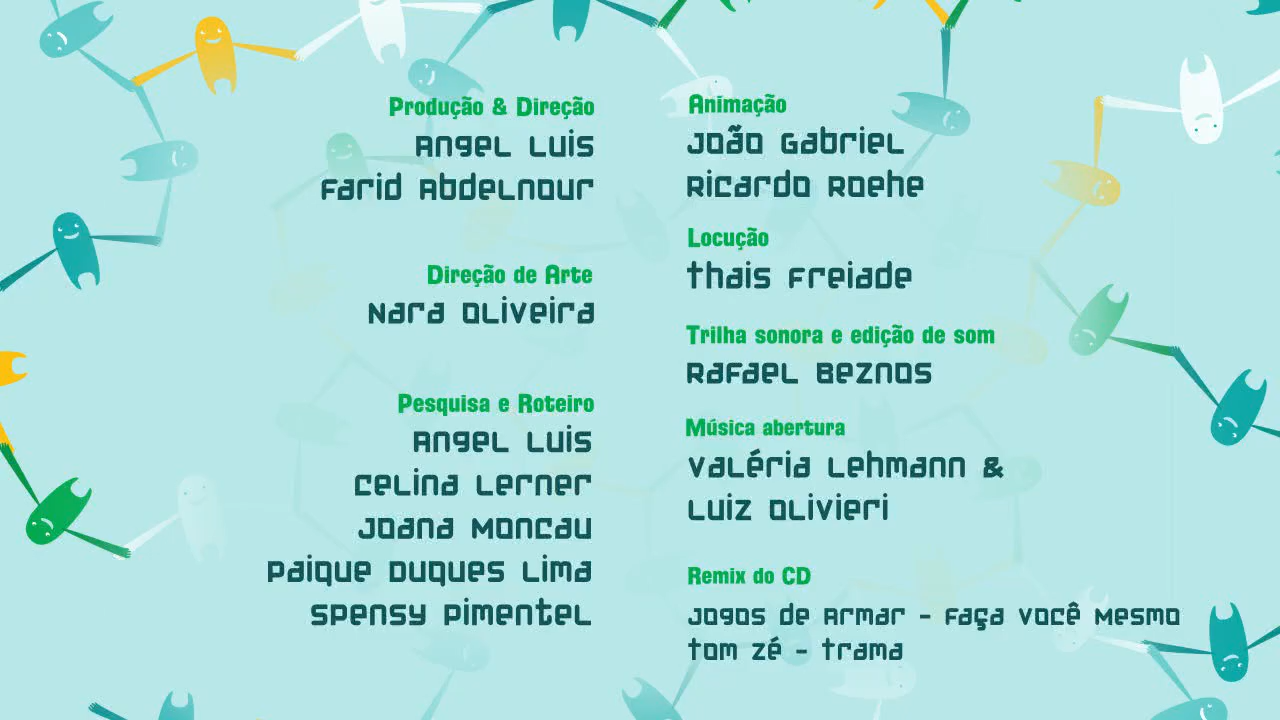 Produção & Direção
Angel Luis
Farid Abdelnour
Direção de Arte
Nara Oliveira
Pesquisa e Roteiro
Angel Luis
Celina Lerner
Joana Moncau
Paique Duques Lima
Spensy Pimentel
Animação
João Gabriel
Ricardo Roehe
Locução
Thais Freiade
Trilha sonora e edição de som
Rafael Beznos
Música abertura
Valéria Lehmann &
Luiz Olivieri
Remix do CD
Jogos de Armar - Faça Você Mesmo
Tom Zé - Trama